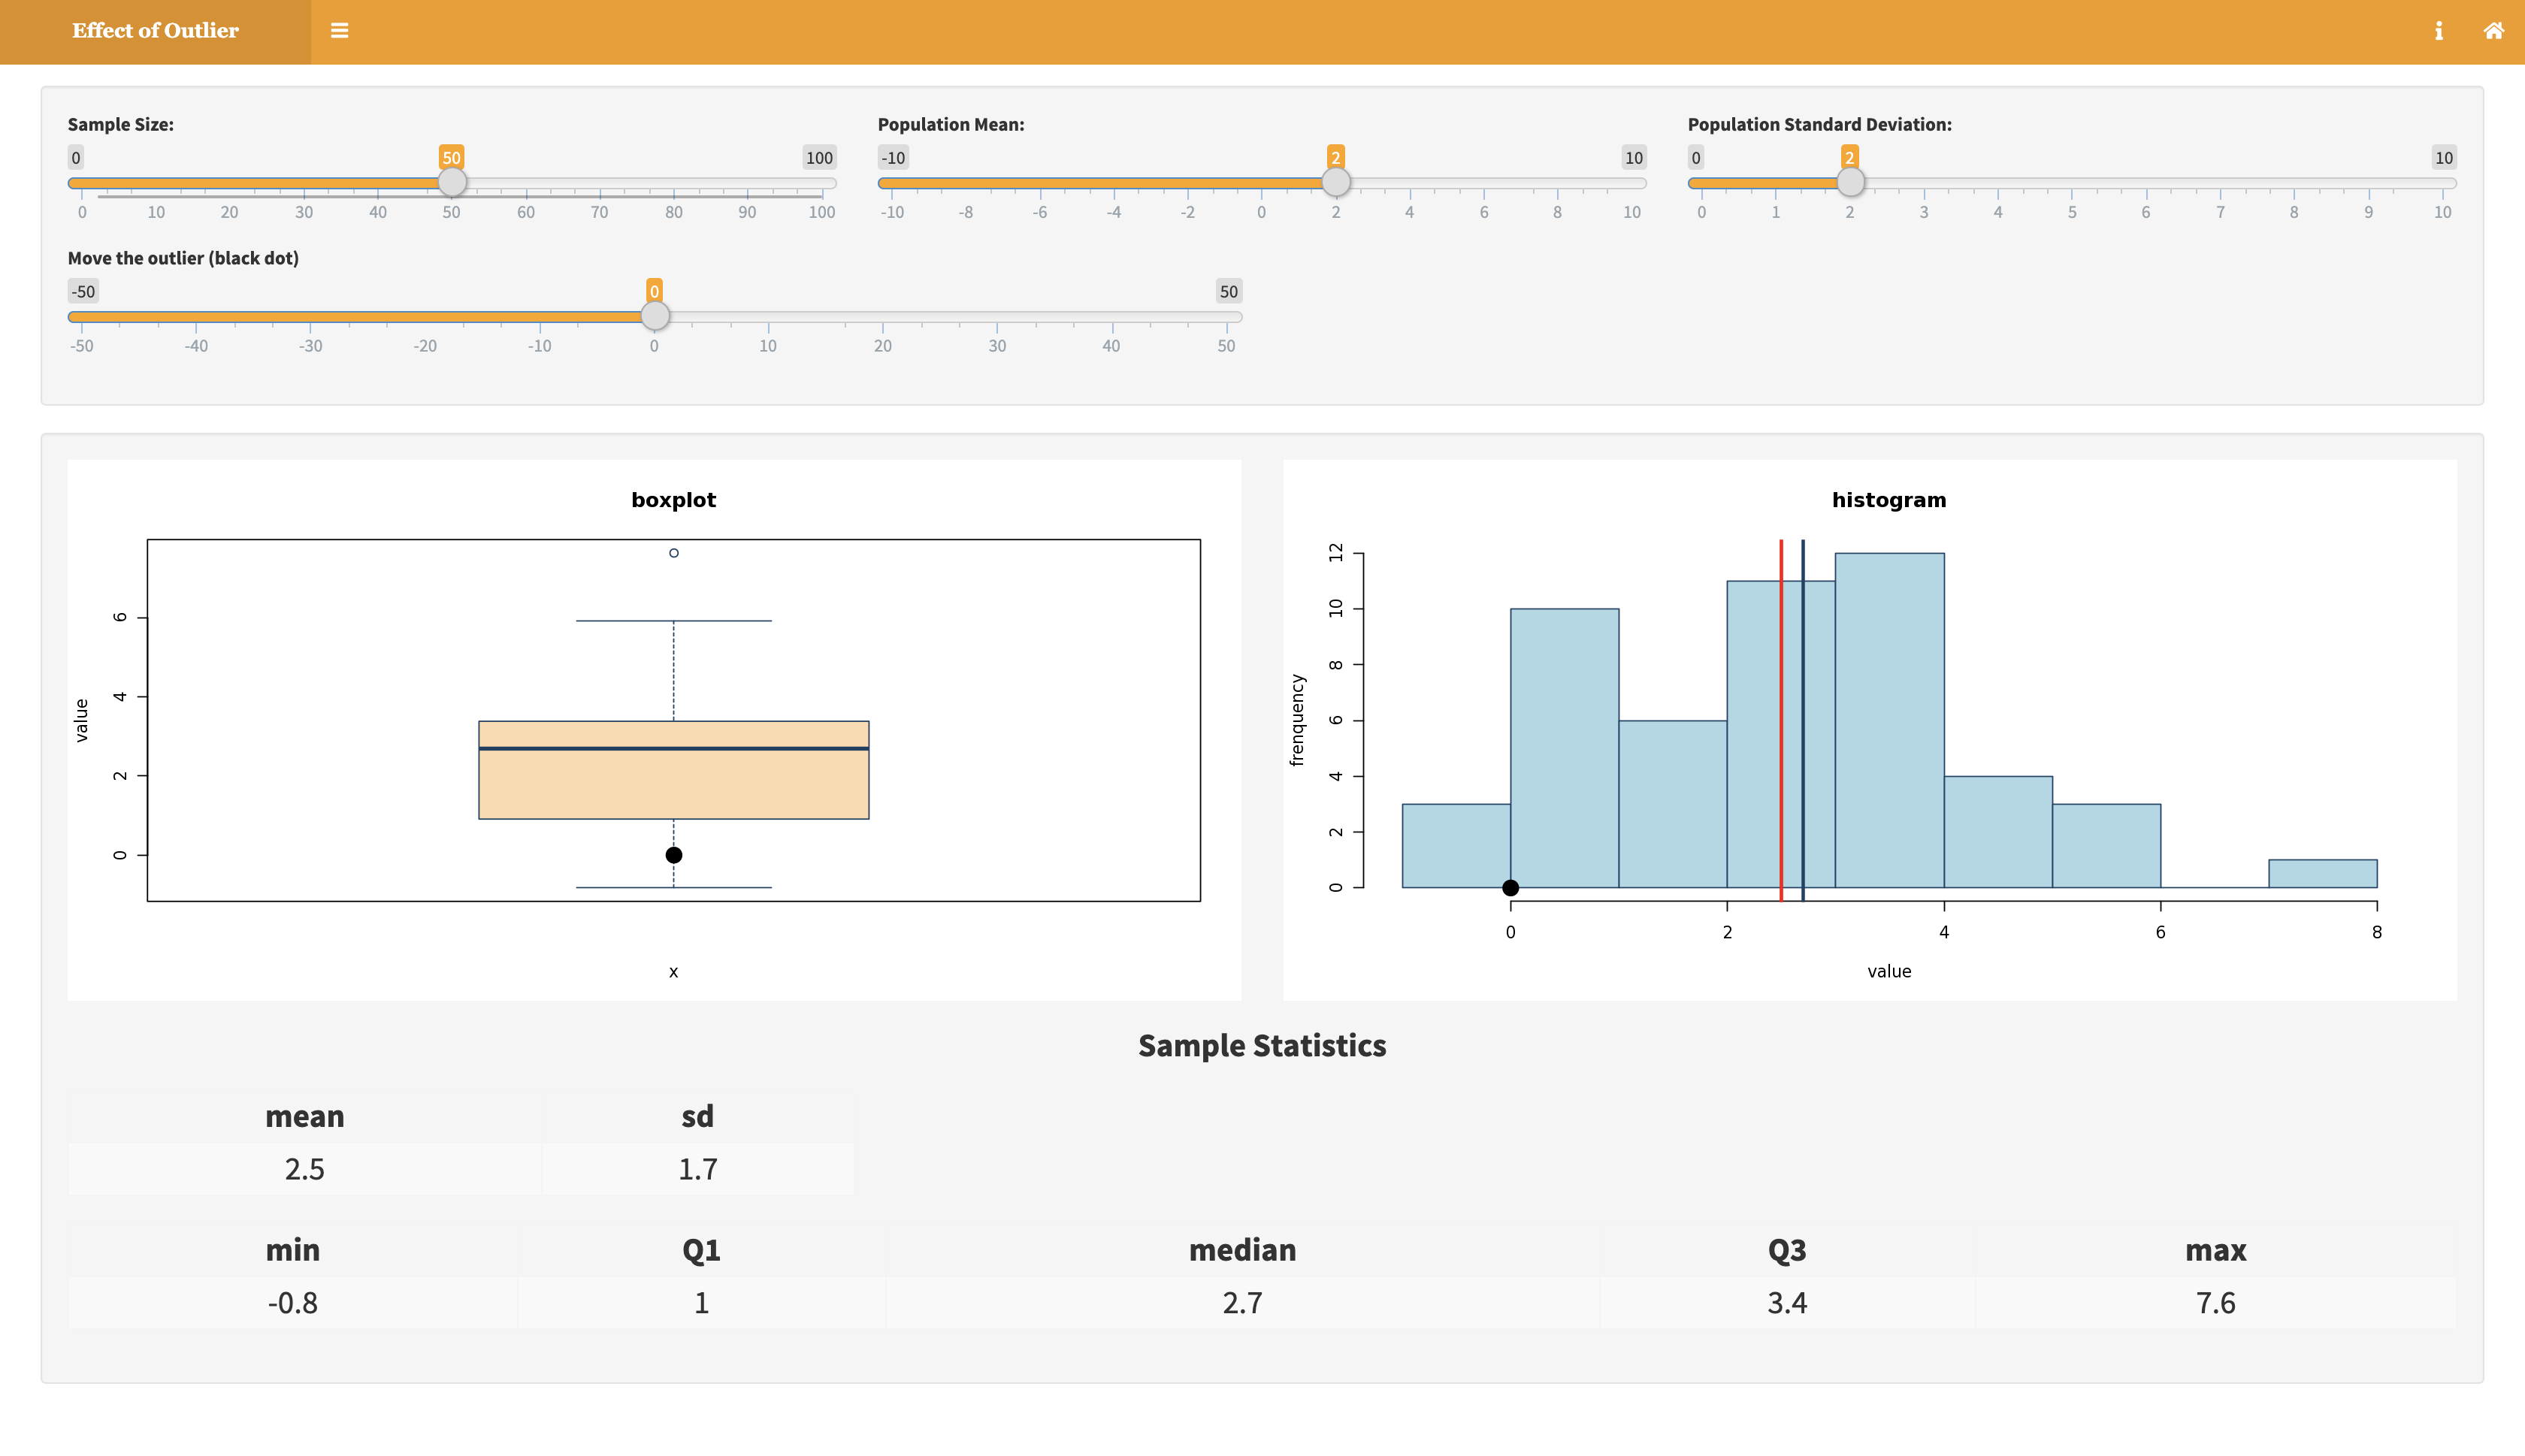 Effect of Outlier
Sample Size: Population Mean: Population Standard Deviation:
0 50 100 -10 2 10 0 2 10
0 10 20 30 40 50 60 70 80 90 100 -10 -8 -6 -4 -2 0 2 4 6 8 10 0 1 2 3 4 5 6 7 8 9 10
Move the outlier (black dot)
-50 0 50
-50 -40 -30 -20 -10 0 10 20 30 40 50
boxplot
value
6
4
2
0
x
histogram
frenquency
12
10
8
6
4
2
0
0 2 4 6 8
value
Sample Statistics
mean sd
2.5 1.7
min Q1 median Q3 max
-0.8 1 2.7 3.4 7.6